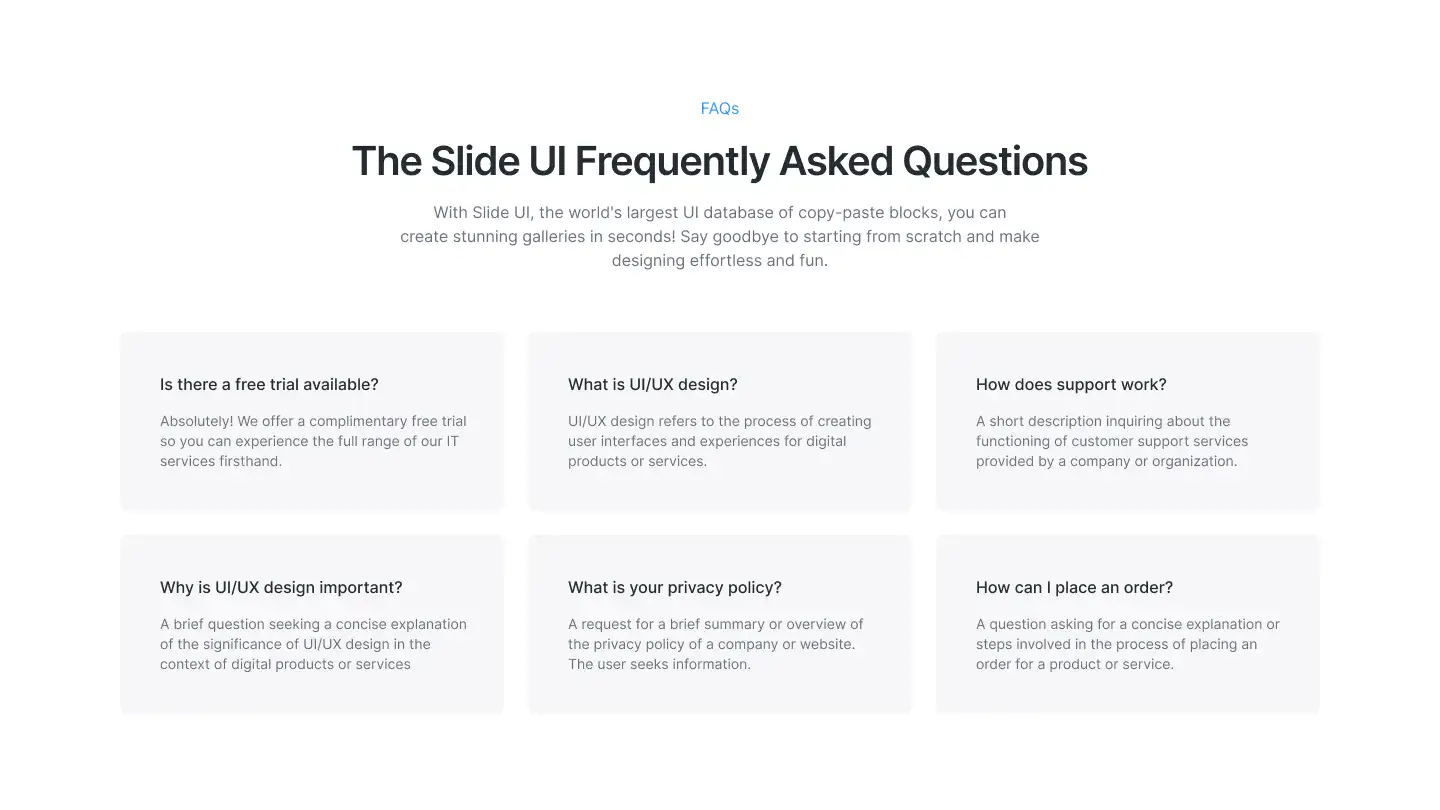 FAQs
The Slide UI Frequently Asked Questions
With Slide UI, the world's largest UI database of copy-paste blocks, you can
create stunning galleries in seconds! Say goodbye to starting from scratch and make
designing effortless and fun.
Is there a free trial available?
Absolutely! We offer a complimentary free trial
so you can experience the full range of our IT
services firsthand.
What is UI/UX design?
UI/UX design refers to the process of creating
user interfaces and experiences for digital
products or services.
How does support work?
A short description inquiring about the
functioning of customer support services
provided by a company or organization.
Why is UI/UX design important?
A brief question seeking a concise explanation
of the significance of UI/UX design in the
context of digital products or services
What is your privacy policy?
A request for a brief summary or overview of
the privacy policy of a company or website.
The user seeks information.
How can I place an order?
A question asking for a concise explanation or
steps involved in the process of placing an
order for a product or service.